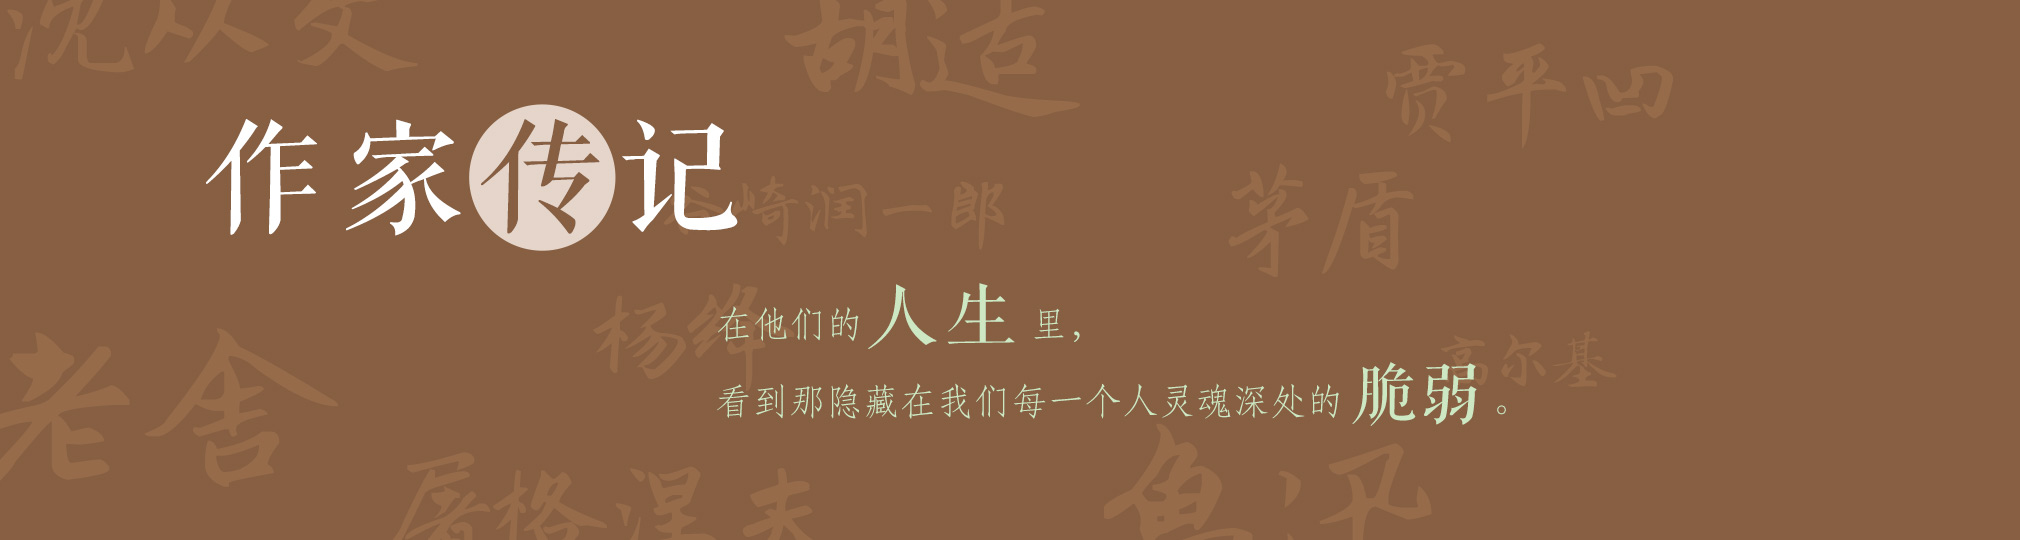 沈从文
胡适
贾平凹
作家传记
谷崎润一郎
茅盾
杨绛
在他们的人生里，
高尔基
老舍
看到那隐藏在我们每一个人灵魂深处的脆弱。
屠格涅夫
鲁迅